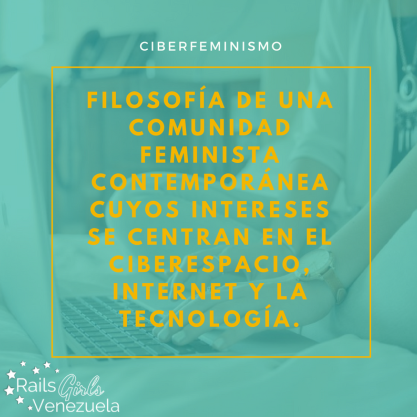 CIBERFEMINISMO
FILOSOFÍA DE UNA
COMUNIDAD
FEMINISTA
CONTEMPORÁNEA
CUYOS INTERESES
SE CENTRAN EN EL
CIBERESPACIO,
INTERNET Y LA
TECNOLOGÍA.
Rails Girls
Venezuela